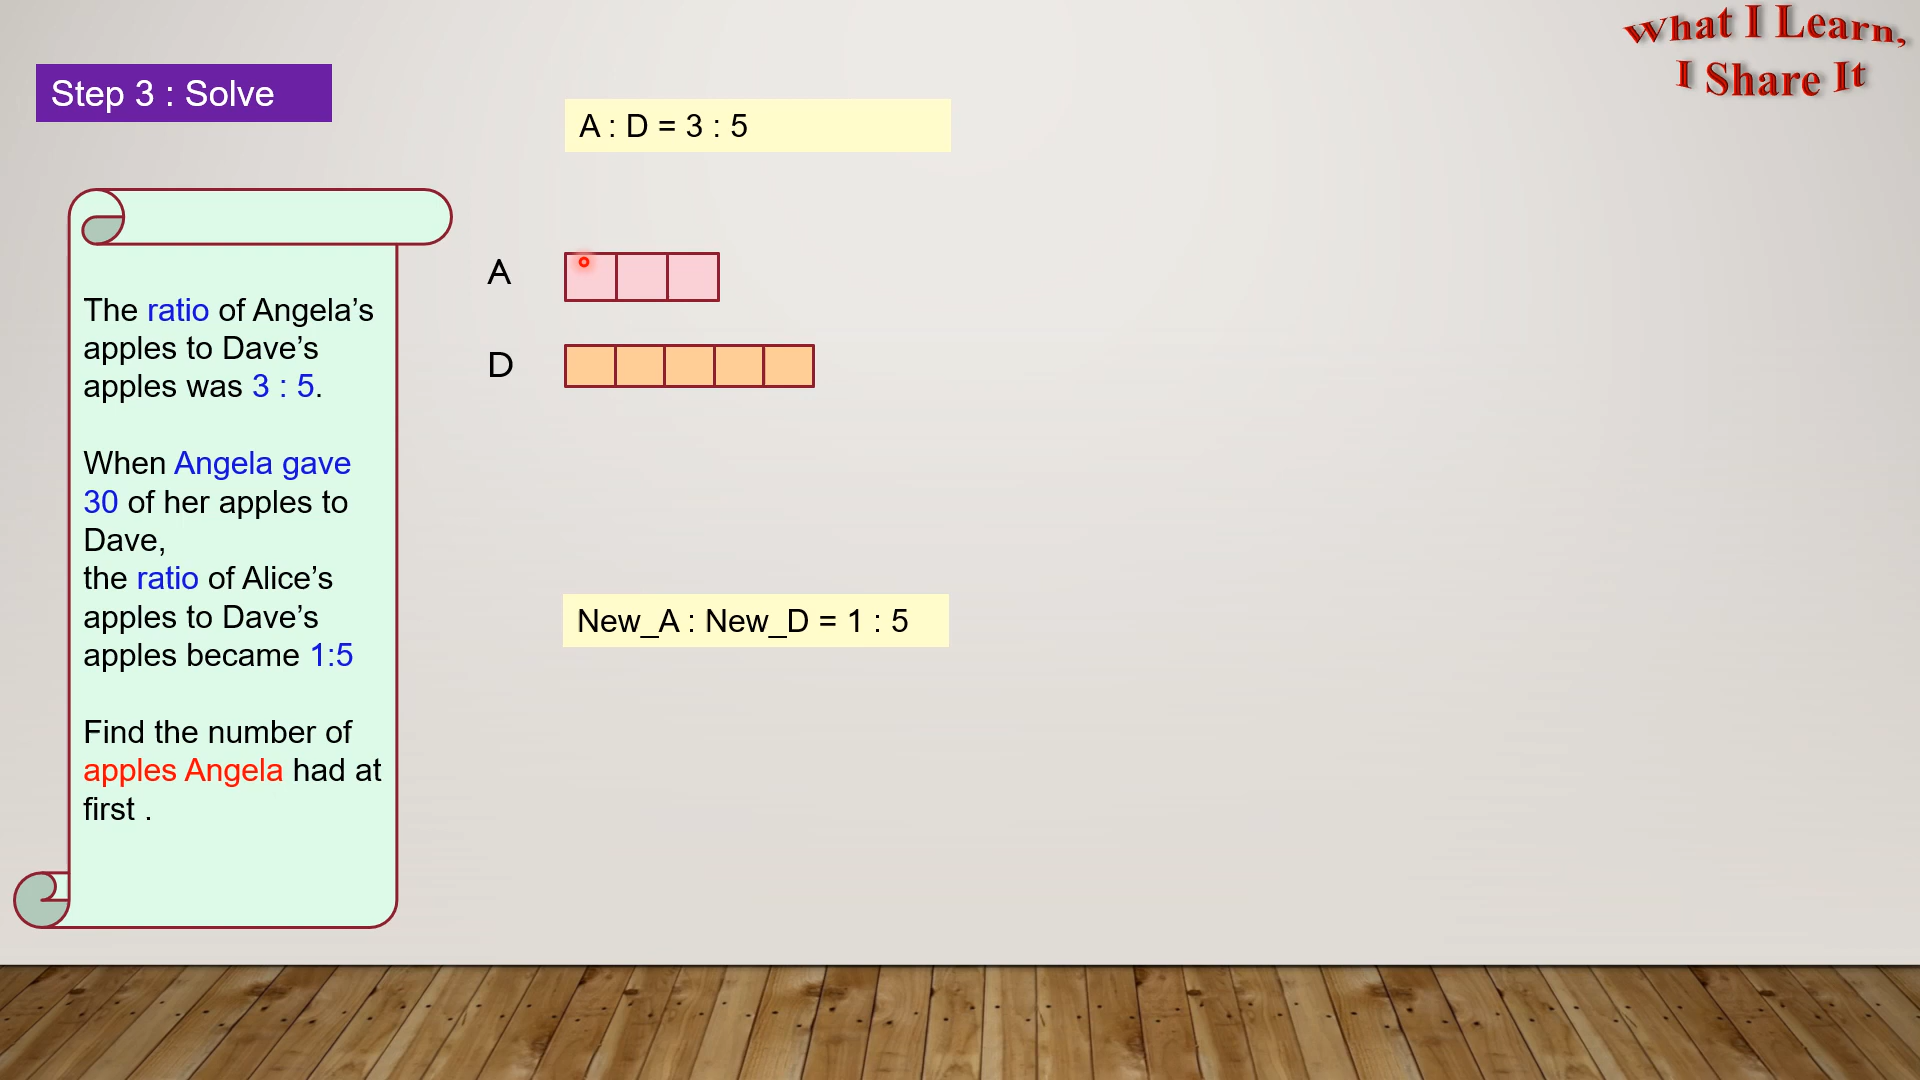 What I Learn,
I Share It
Step 3 : Solve
A : D = 3 : 5
A
D
The ratio of Angela’s
apples to Dave’s
apples was 3 : 5.
When Angela gave
30 of her apples to
Dave,
the ratio of Alice’s
apples to Dave’s
apples became 1:5
Find the number of
apples Angela had at
first .
New_A : New_D = 1 : 5